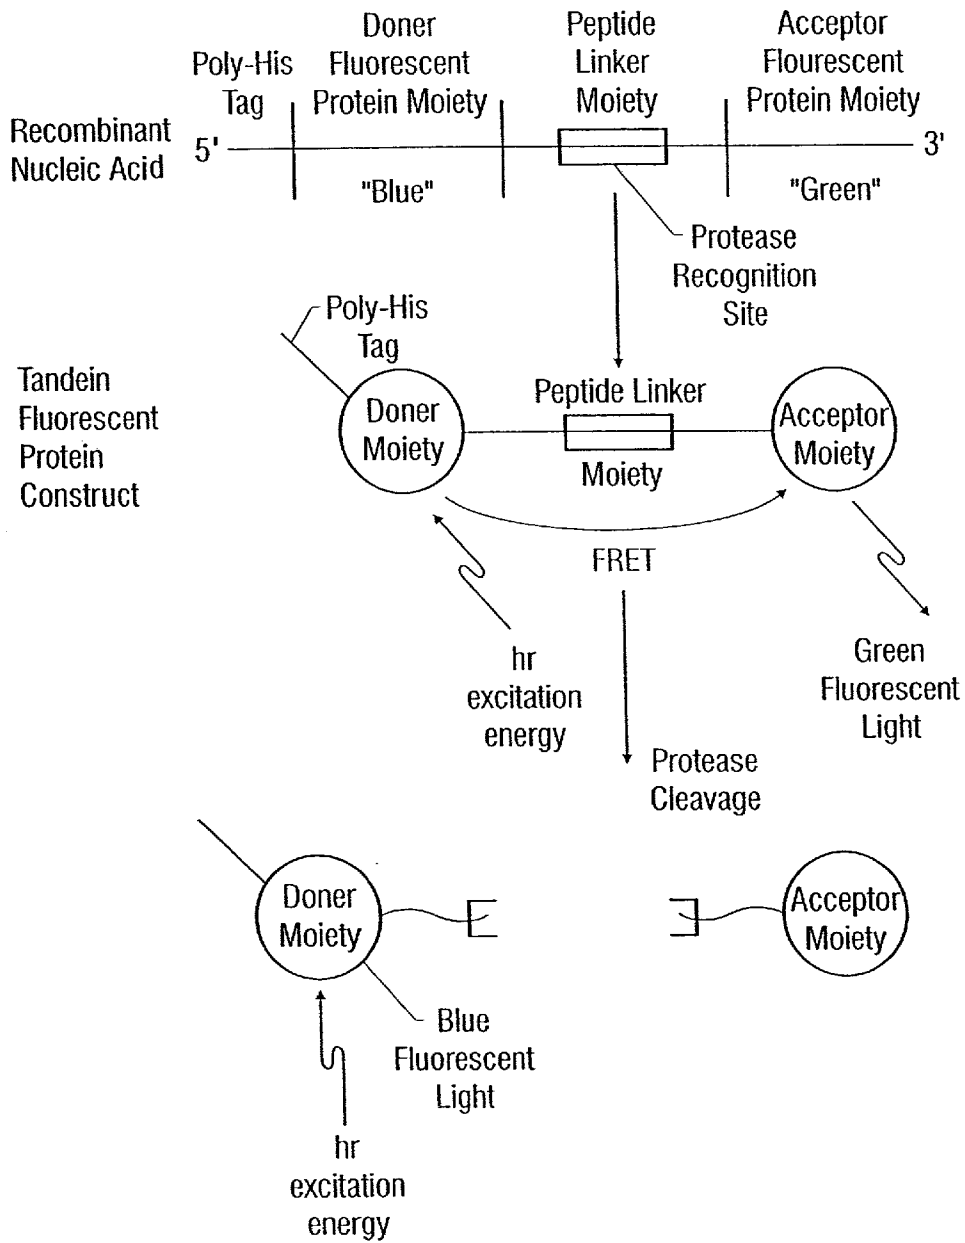 Poly-His
Tag
Doner
Fluorescent
Protein Moiety
Peptide
Linker
Moiety
Acceptor
Flourescent
Protein Moiety
Recombinant
Nucleic Acid
5'
3'
"Blue"
"Green"
Protease
Recognition
Site
Poly-His
Tag
Tandein
Fluorescent
Protein
Construct
Doner
Moiety
Peptide Linker
Moiety
Acceptor
Moiety
FRET
hr
excitation
energy
Green
Fluorescent
Light
Protease
Cleavage
Doner
Moiety
Acceptor
Moiety
Blue
Fluorescent
Light
hr
excitation
energy